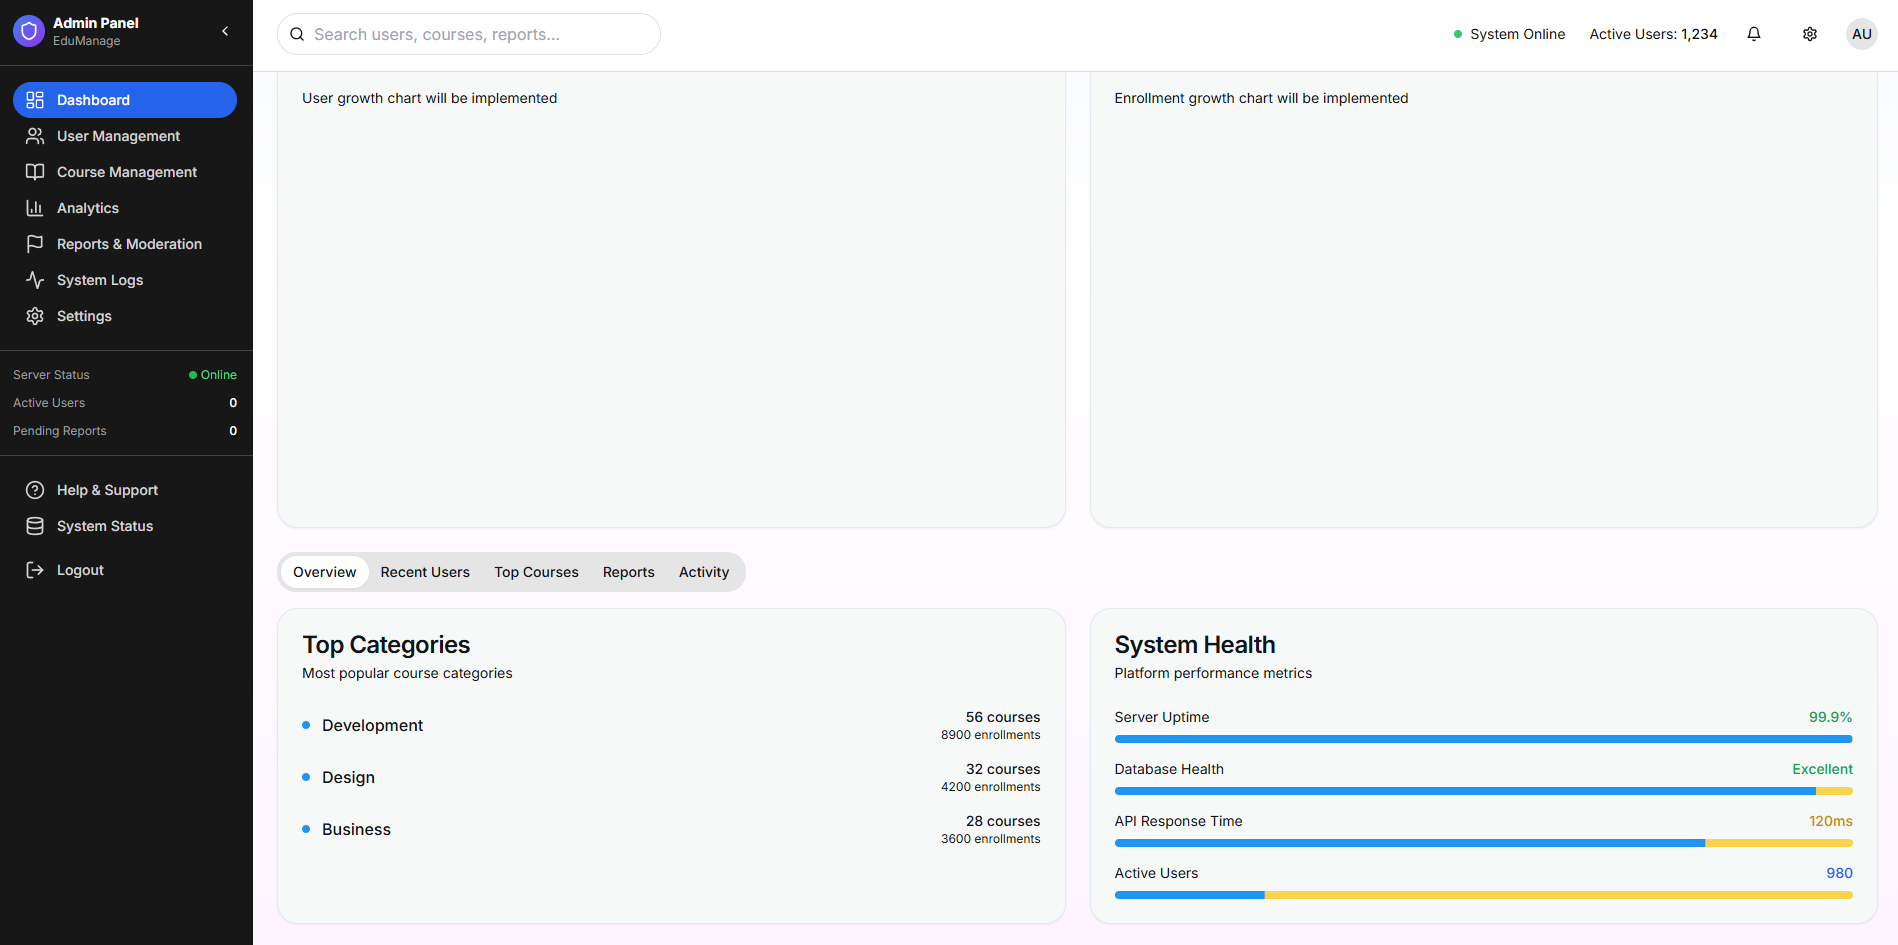 Admin Panel
EduManage
Search users, courses, reports...
System Online
Active Users: 1,234
AU
Dashboard
User Management
Course Management
Analytics
Reports & Moderation
System Logs
Settings
Server Status
Online
Active Users
0
Pending Reports
0
Help & Support
System Status
Logout
User growth chart will be implemented
Enrollment growth chart will be implemented
Overview
Recent Users
Top Courses
Reports
Activity
Top Categories
Most popular course categories
Development
56 courses
8900 enrollments
Design
32 courses
4200 enrollments
Business
28 courses
3600 enrollments
System Health
Platform performance metrics
Server Uptime
99.9%
Database Health
Excellent
API Response Time
120ms
Active Users
980